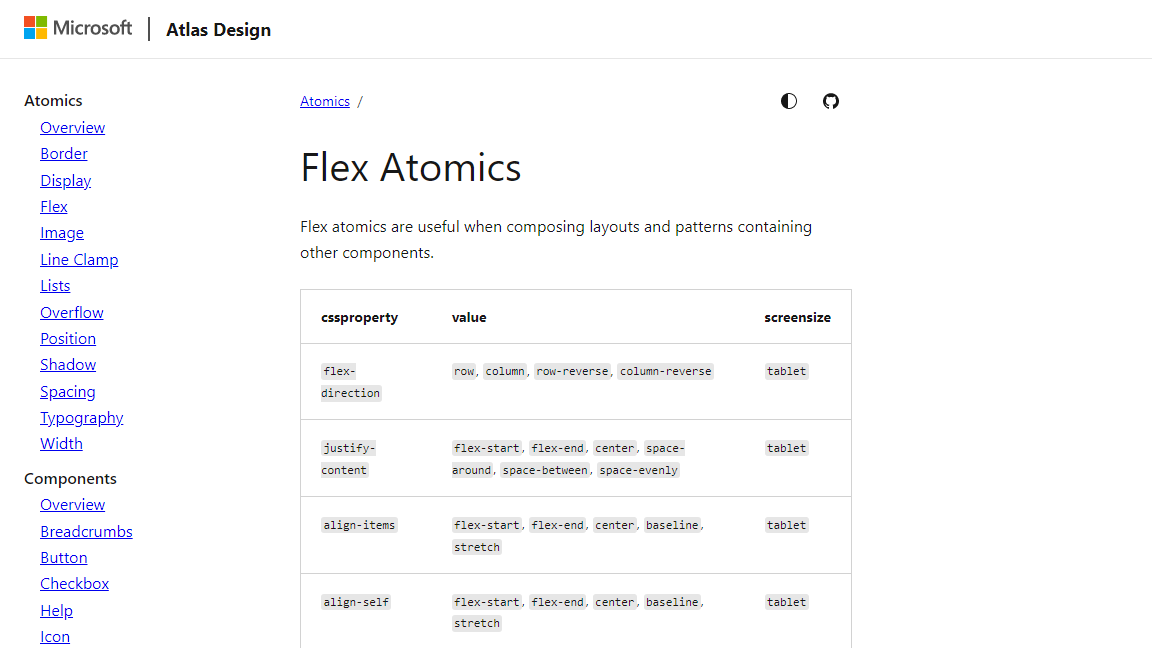 Microsoft | Atlas Design
Atomics
Overview
Border
Display
Flex
Image
Line Clamp
Lists
Overflow
Position
Shadow
Spacing
Typography
Width
Components
Overview
Breadcrumbs
Button
Checkbox
Help
Icon
Atomics /
Flex Atomics
Flex atomics are useful when composing layouts and patterns containing
other components.
cssproperty value screensize
flex- row, column, row-reverse, column-reverse tablet
direction
justify- flex-start, flex-end, center, space- tablet
content around, space-between, space-evenly
align-items flex-start, flex-end, center, baseline, tablet
stretch
align-self flex-start, flex-end, center, baseline, tablet
stretch